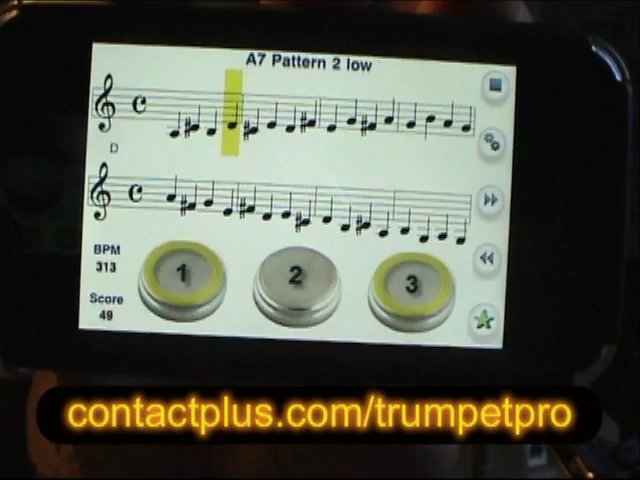 A7 Pattern 2 low
D
BPM
313
Score
49
1
2
3
contactplus.com/trumpetpro